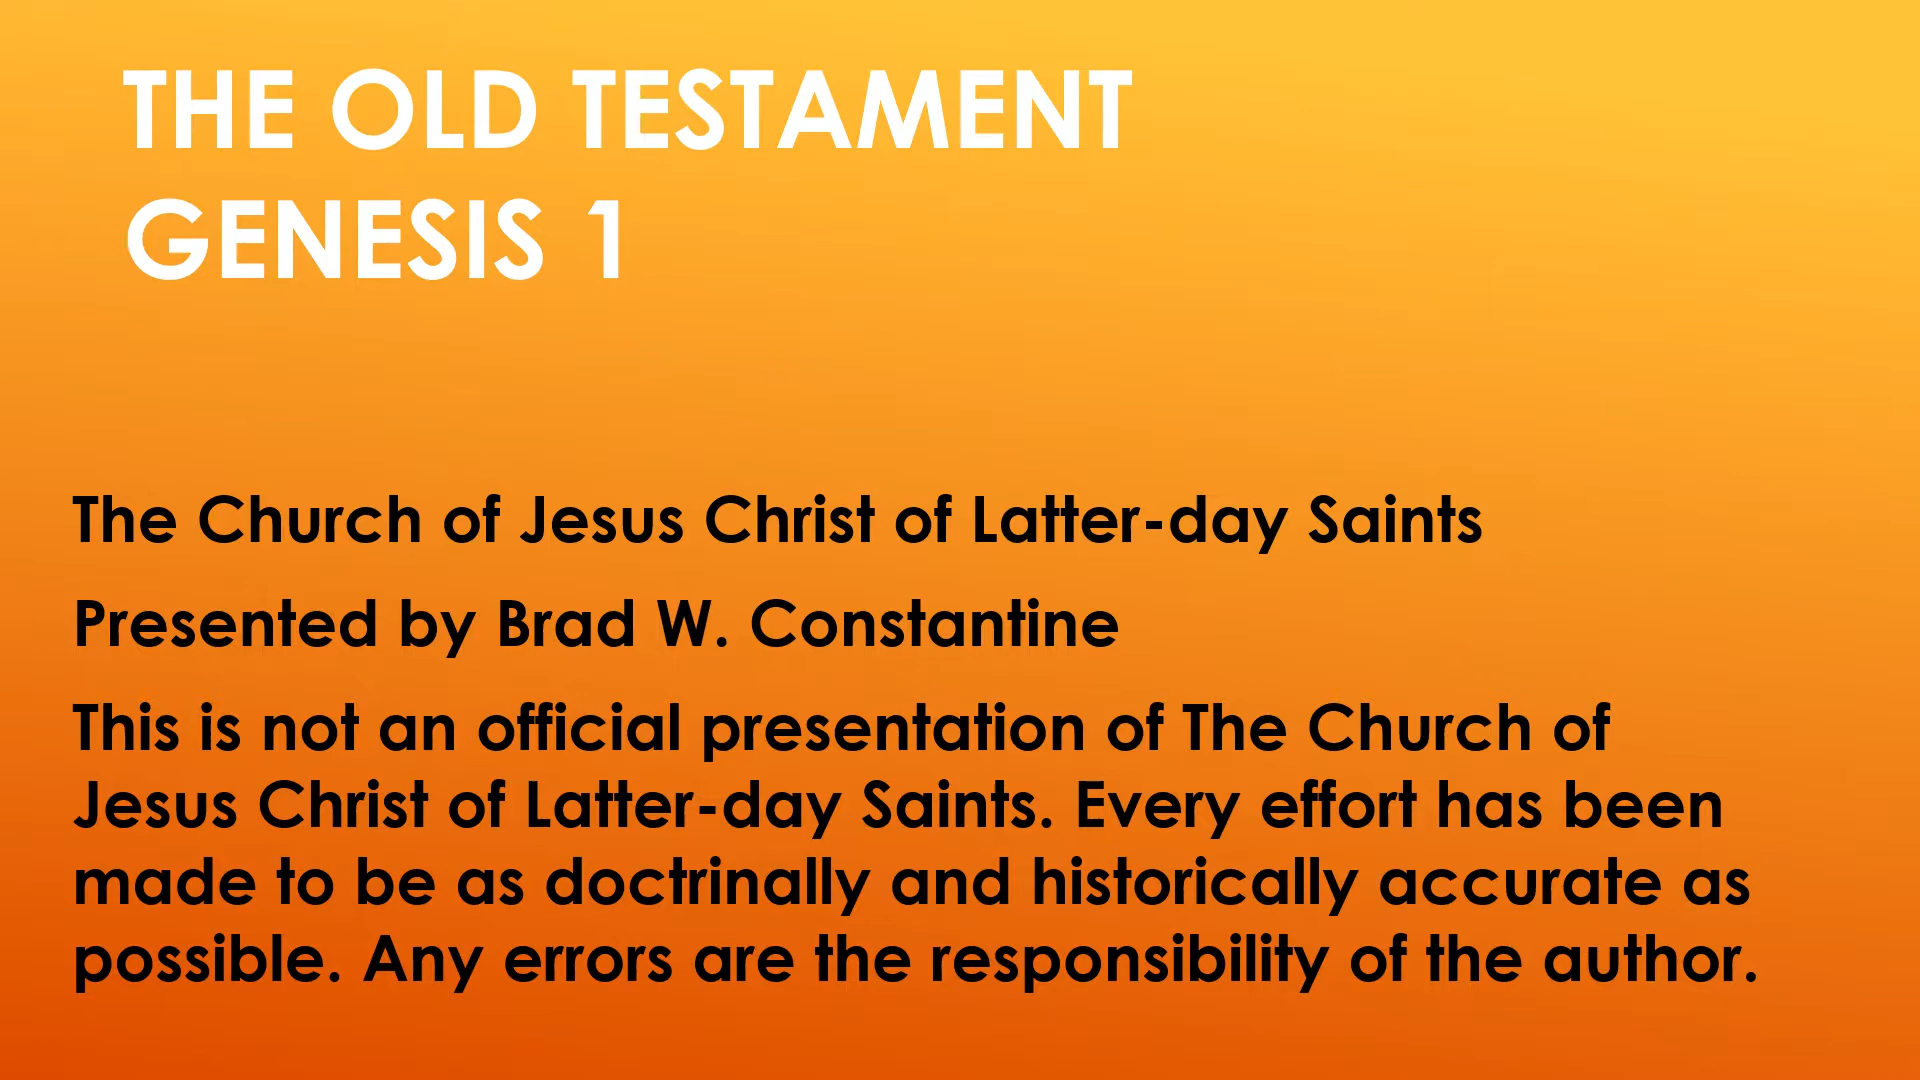 THE OLD TESTAMENT
GENESIS 1
The Church of Jesus Christ of Latter-day Saints
Presented by Brad W. Constantine
This is not an official presentation of The Church of
Jesus Christ of Latter-day Saints. Every effort has been
made to be as doctrinally and historically accurate as
possible. Any errors are the responsibility of the author.